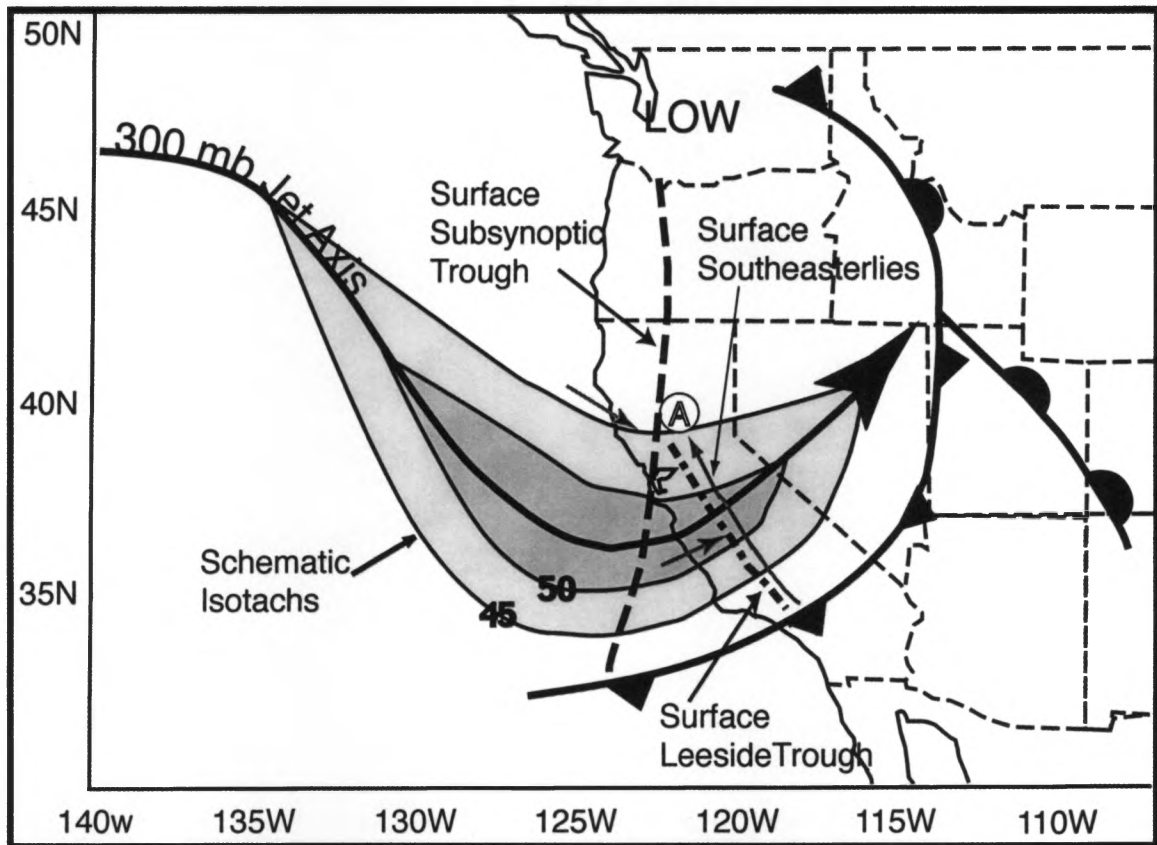 50N
45N
40N
35N
140w
135W
130W
125W
120W
115W
110W
300 mb Jet Axis
LOW
Surface
Subsynoptic
Trough
Surface
Southeasterlies
A
Schematic
Isotachs
50
45
Surface
LeesideTrough